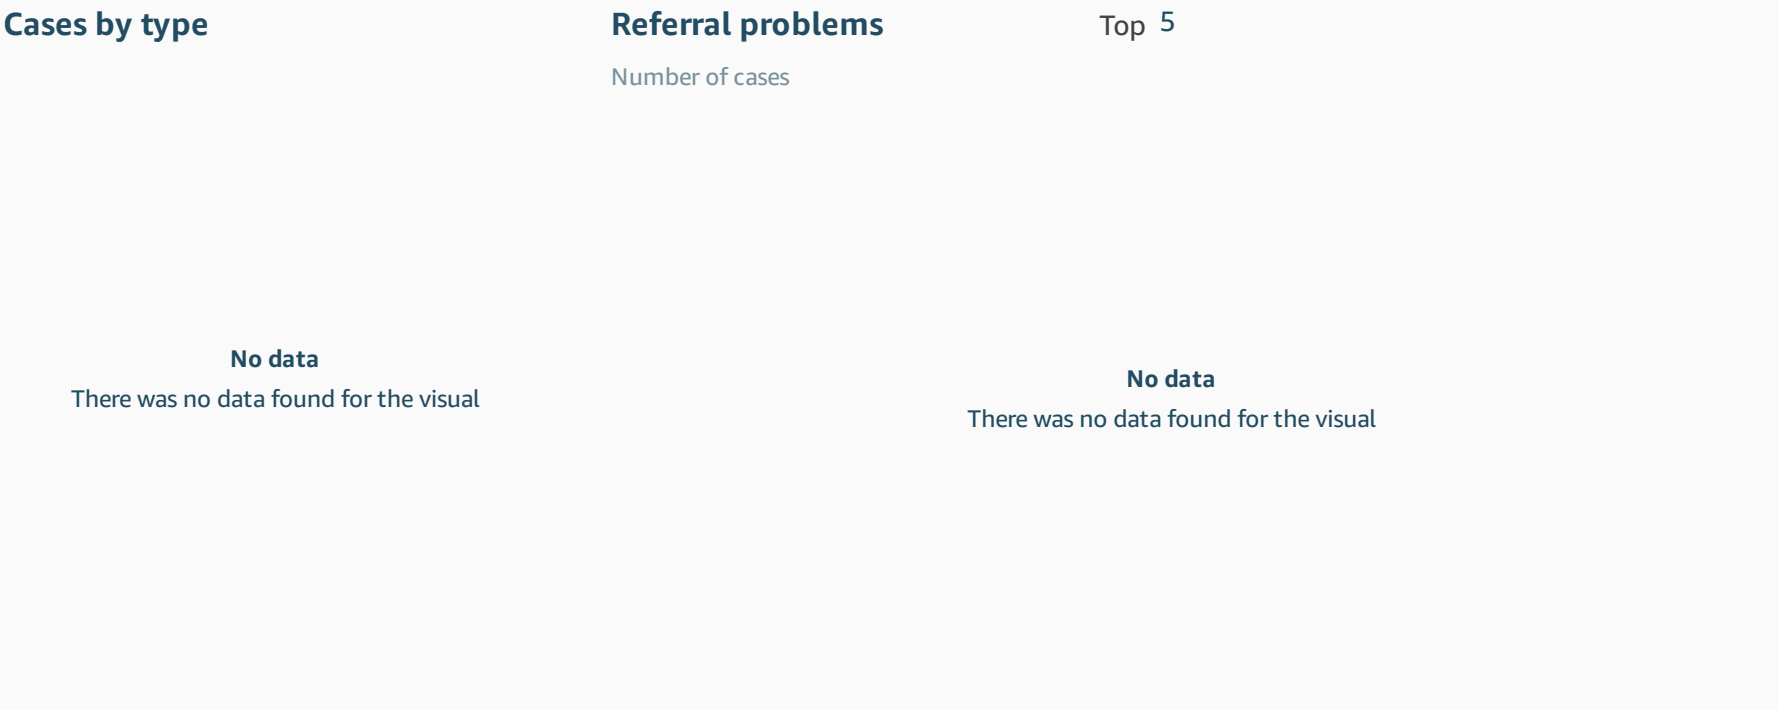 Cases by type
Referral problems
Top 5
Number of cases
No data
There was no data found for the visual
No data
There was no data found for the visual